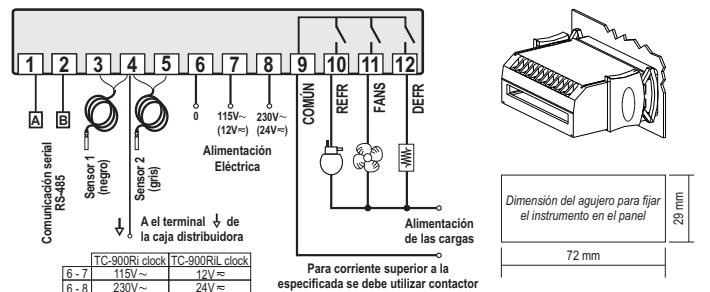 1 2 3 4 5 6 7 8 9 10 11 12
A
B
Comunicación serial
RS-485
Sensor 1
(negro)
Sensor 2
(gris)
0
115V~
(12V≂)
230V~
(24V≂)
Alimentación
Eléctrica
COMÚN
REFR
FANS
DEFR
A el terminal ⏚ de
la caja distribuidora
Alimentación
de las cargas
Para corriente superior a la
especificada se debe utilizar contactor
TC-900Ri clock TC-900RiL clock
6 - 7 115V~ 12V≂
6 - 8 230V~ 24V≂
Dimensión del agujero para fijar
el instrumento en el panel
29 mm
72 mm